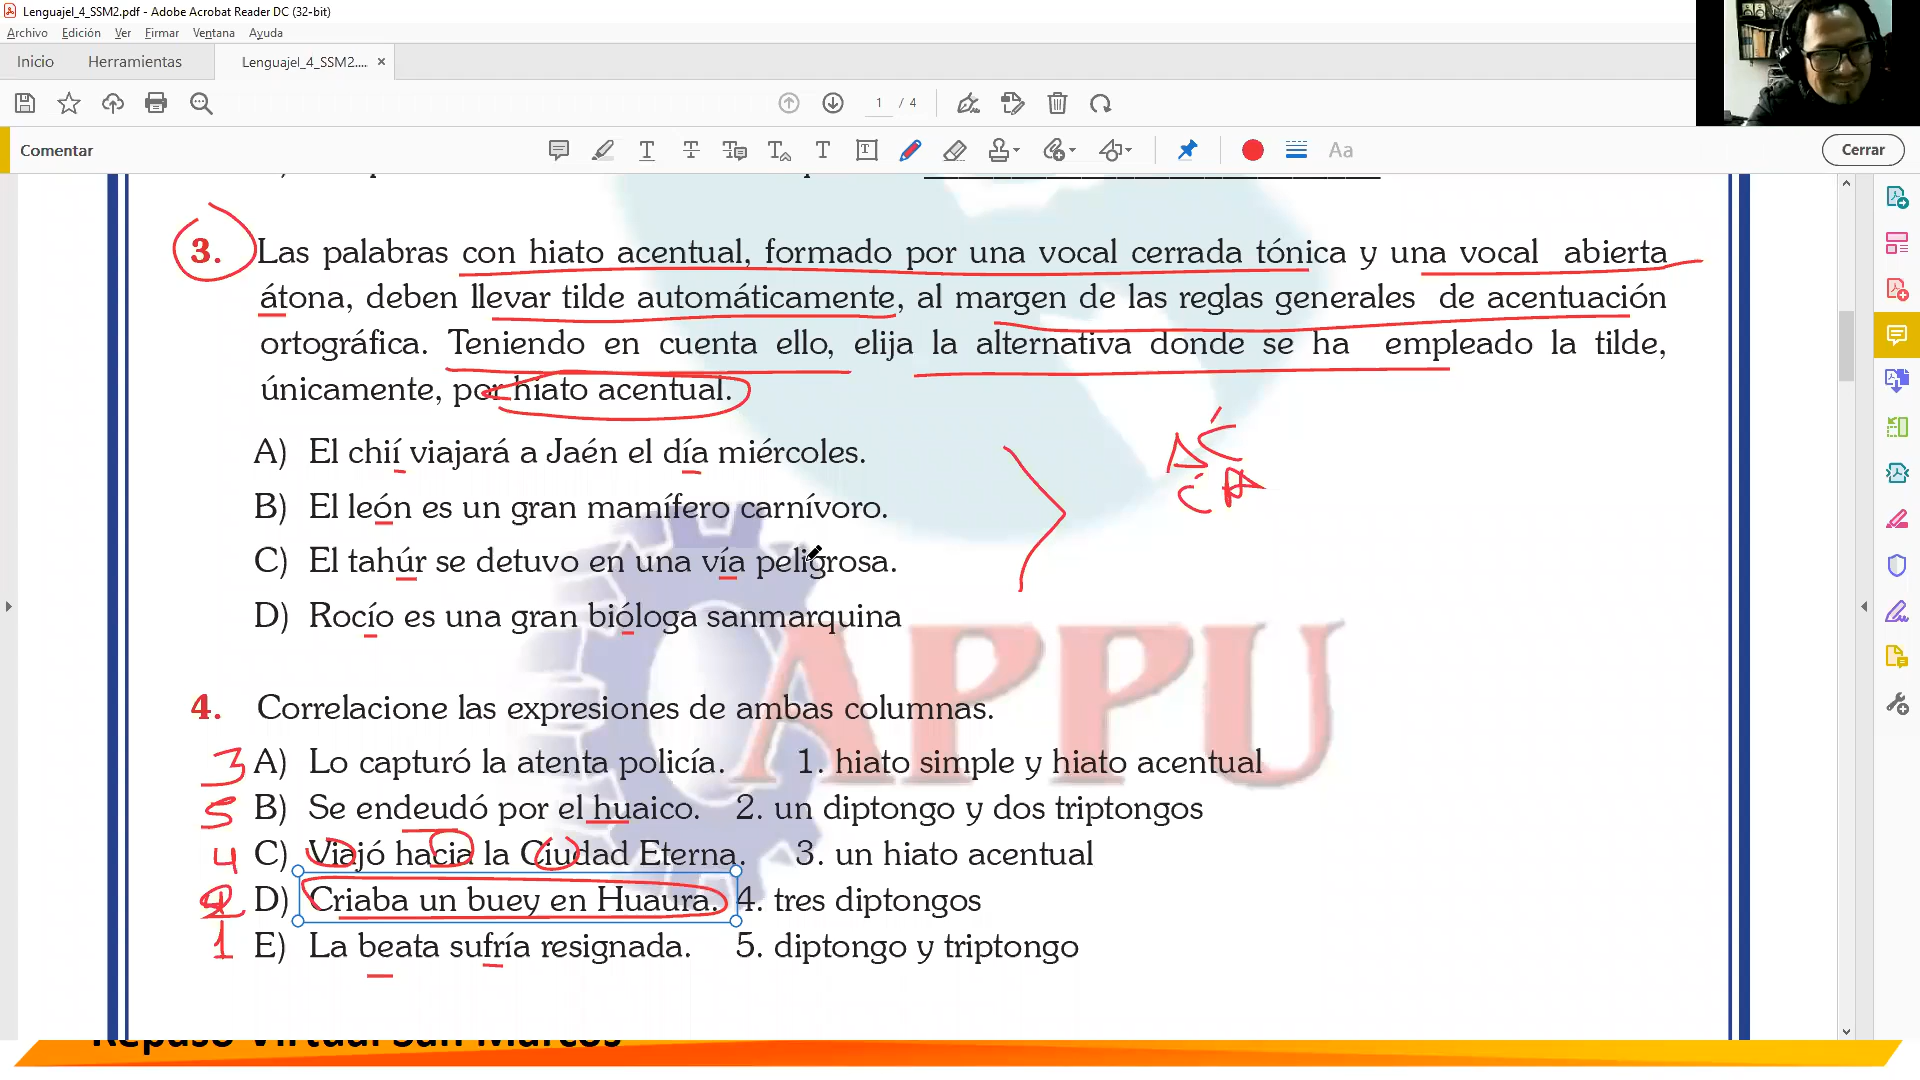 LenguajeI_4_SSM2.pdf - Adobe Acrobat Reader DC (32-bit)
Archivo Edición Ver Firmar Ventana Ayuda
Inicio Herramientas LenguajeI_4_SSM2.... ×
1 / 4
Comentar Aa Cerrar
3. Las palabras con hiato acentual, formado por una vocal cerrada tónica y una vocal abierta
átona, deben llevar tilde automáticamente, al margen de las reglas generales de acentuación
ortográfica. Teniendo en cuenta ello, elija la alternativa donde se ha empleado la tilde,
únicamente, por hiato acentual.
A) El chií viajará a Jaén el día miércoles.
B) El león es un gran mamífero carnívoro.
C) El tahúr se detuvo en una vía peligrosa.
D) Rocío es una gran bióloga sanmarquina
APPU
4. Correlacione las expresiones de ambas columnas.
3 A) Lo capturó la atenta policía. 1. hiato simple y hiato acentual
5 B) Se endeudó por el huaico. 2. un diptongo y dos triptongos
4 C) Viajó hacia la Ciudad Eterna. 3. un hiato acentual
2 D) Criaba un buey en Huaura. 4. tres diptongos
1 E) La beata sufría resignada. 5. diptongo y triptongo
Repaso Virtual San Marcos